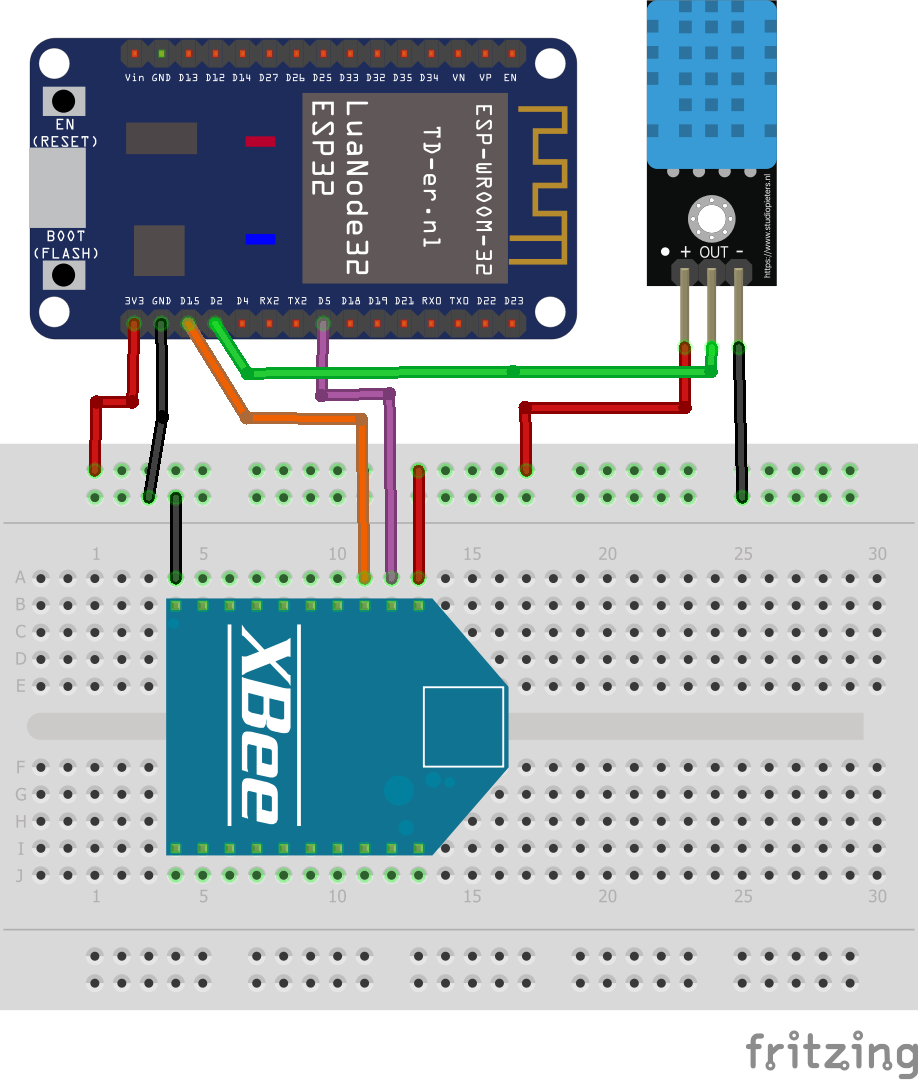 Vin GND D13 D12 D14 D27 D26 D25 D33 D32 D35 D34 VN VP EN
EN
(RESET)
BOOT
(FLASH)
ESP32
LuaNode32
TD-er.nl
ESP-WROOM-32
3V3 GND D15 D2 D4 RX2 TX2 D5 D18 D19 D21 RX0 TX0 D22 D23
+ OUT -
https://www.studiopieters.nl
1 5 10 15 20 25 30
A
B
C
D
E
XBee
F
G
H
I
J
1 5 10 15 20 25 30
fritzing